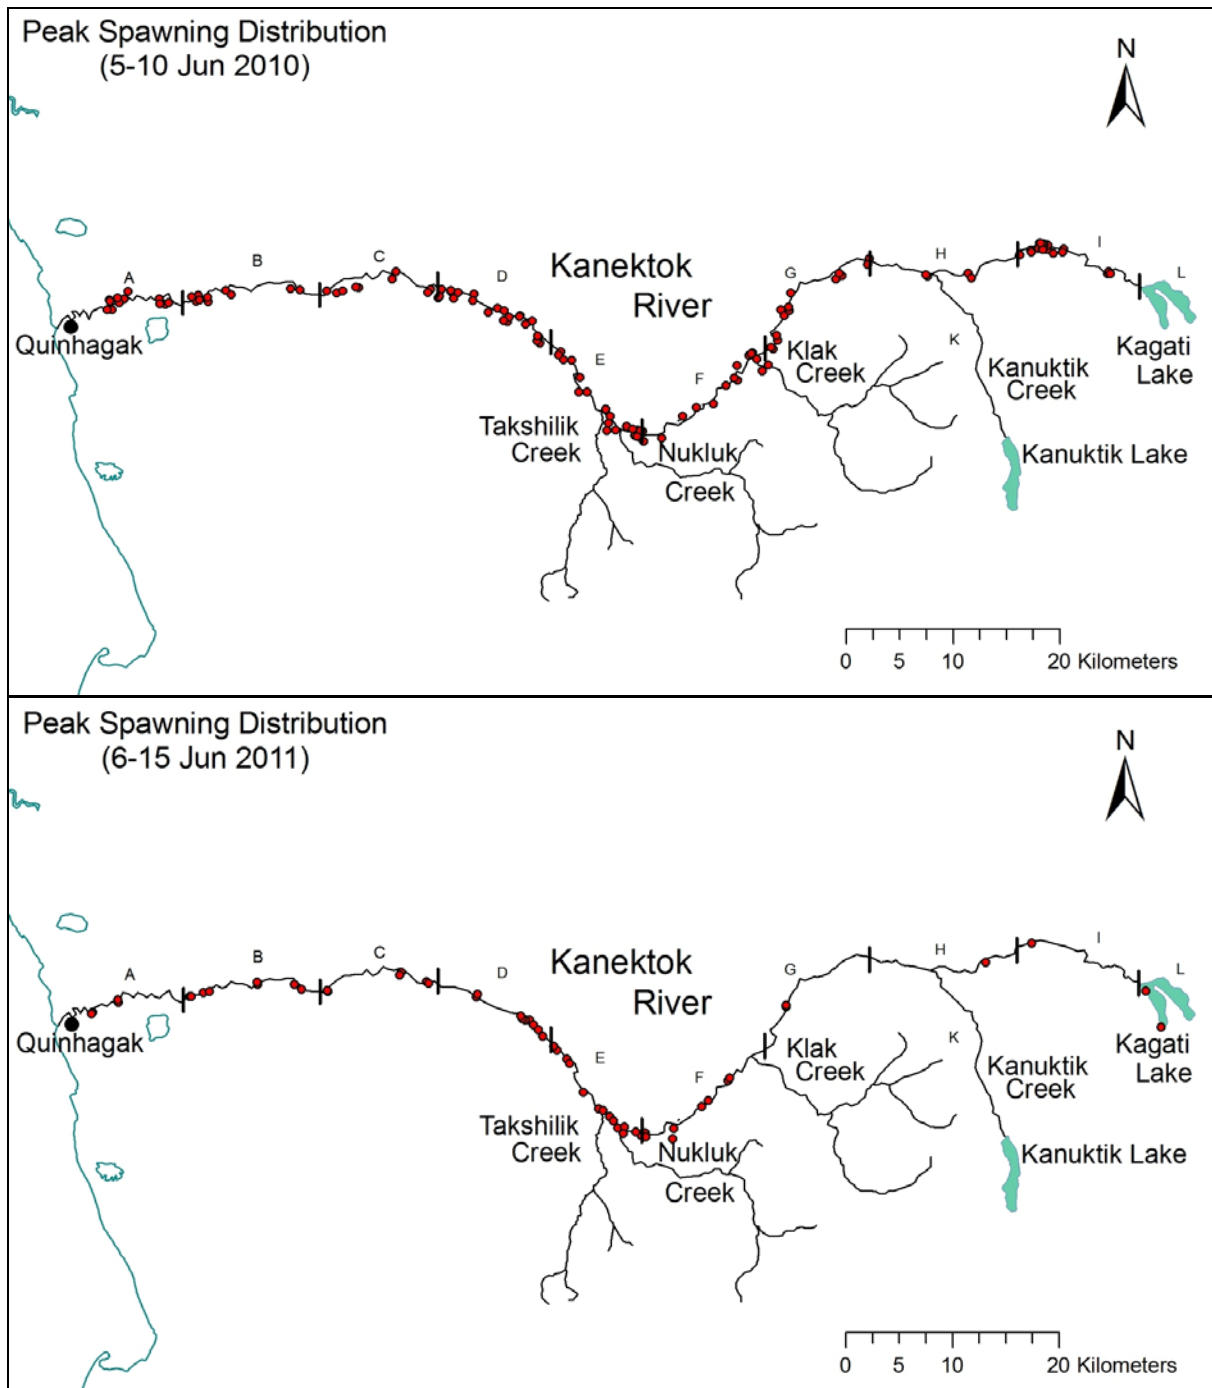 Peak Spawning Distribution
(5-10 Jun 2010)
N
A
B
C
D
E
F
G
H
I
K
L
Kanektok
River
Quinhagak
Takshilik
Creek
Nukluk
Creek
Klak
Creek
Kanuktik
Creek
Kanuktik Lake
Kagati
Lake
0 5 10 20 Kilometers
Peak Spawning Distribution
(6-15 Jun 2011)
N
A
B
C
D
E
F
G
H
I
K
L
Kanektok
River
Quinhagak
Takshilik
Creek
Nukluk
Creek
Klak
Creek
Kanuktik
Creek
Kanuktik Lake
Kagati
Lake
0 5 10 20 Kilometers